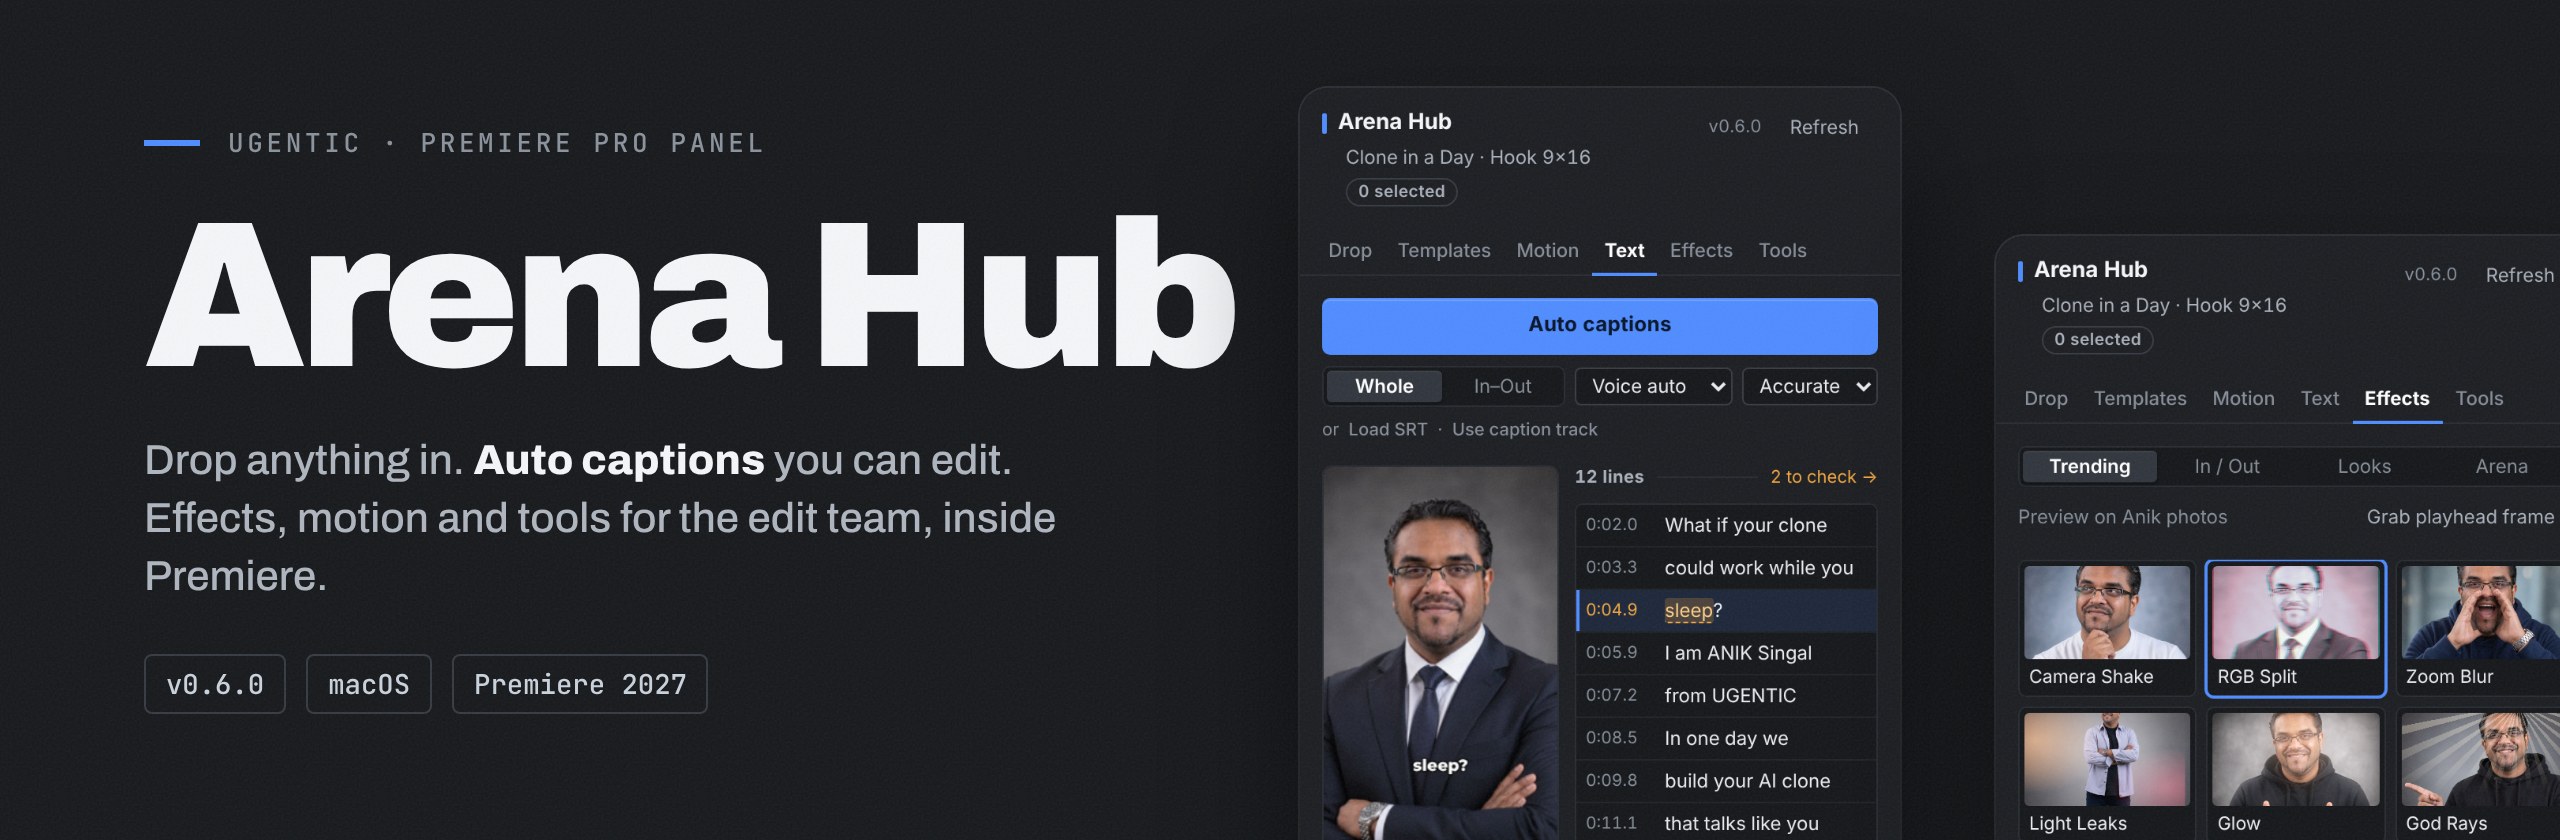 UGENTIC · PREMIERE PRO PANEL
Arena Hub
Drop anything in. Auto captions you can edit.
Effects, motion and tools for the edit team, inside
Premiere.
v0.6.0
macOS
Premiere 2027
Arena Hub
v0.6.0
Refresh
Clone in a Day · Hook 9×16
0 selected
Drop
Templates
Motion
Text
Effects
Tools
Auto captions
Whole
In–Out
Voice auto
Accurate
or Load SRT · Use caption track
sleep?
12 lines
2 to check →
0:02.0 What if your clone
0:03.3 could work while you
0:04.9 sleep?
0:05.9 I am ANIK Singal
0:07.2 from UGENTIC
0:08.5 In one day we
0:09.8 build your AI clone
0:11.1 that talks like you
Arena Hub
v0.6.0
Refresh
Clone in a Day · Hook 9×16
0 selected
Drop
Templates
Motion
Text
Effects
Tools
Trending
In / Out
Looks
Arena
Preview on Anik photos
Grab playhead frame
Camera Shake
RGB Split
Zoom Blur
Light Leaks
Glow
God Rays